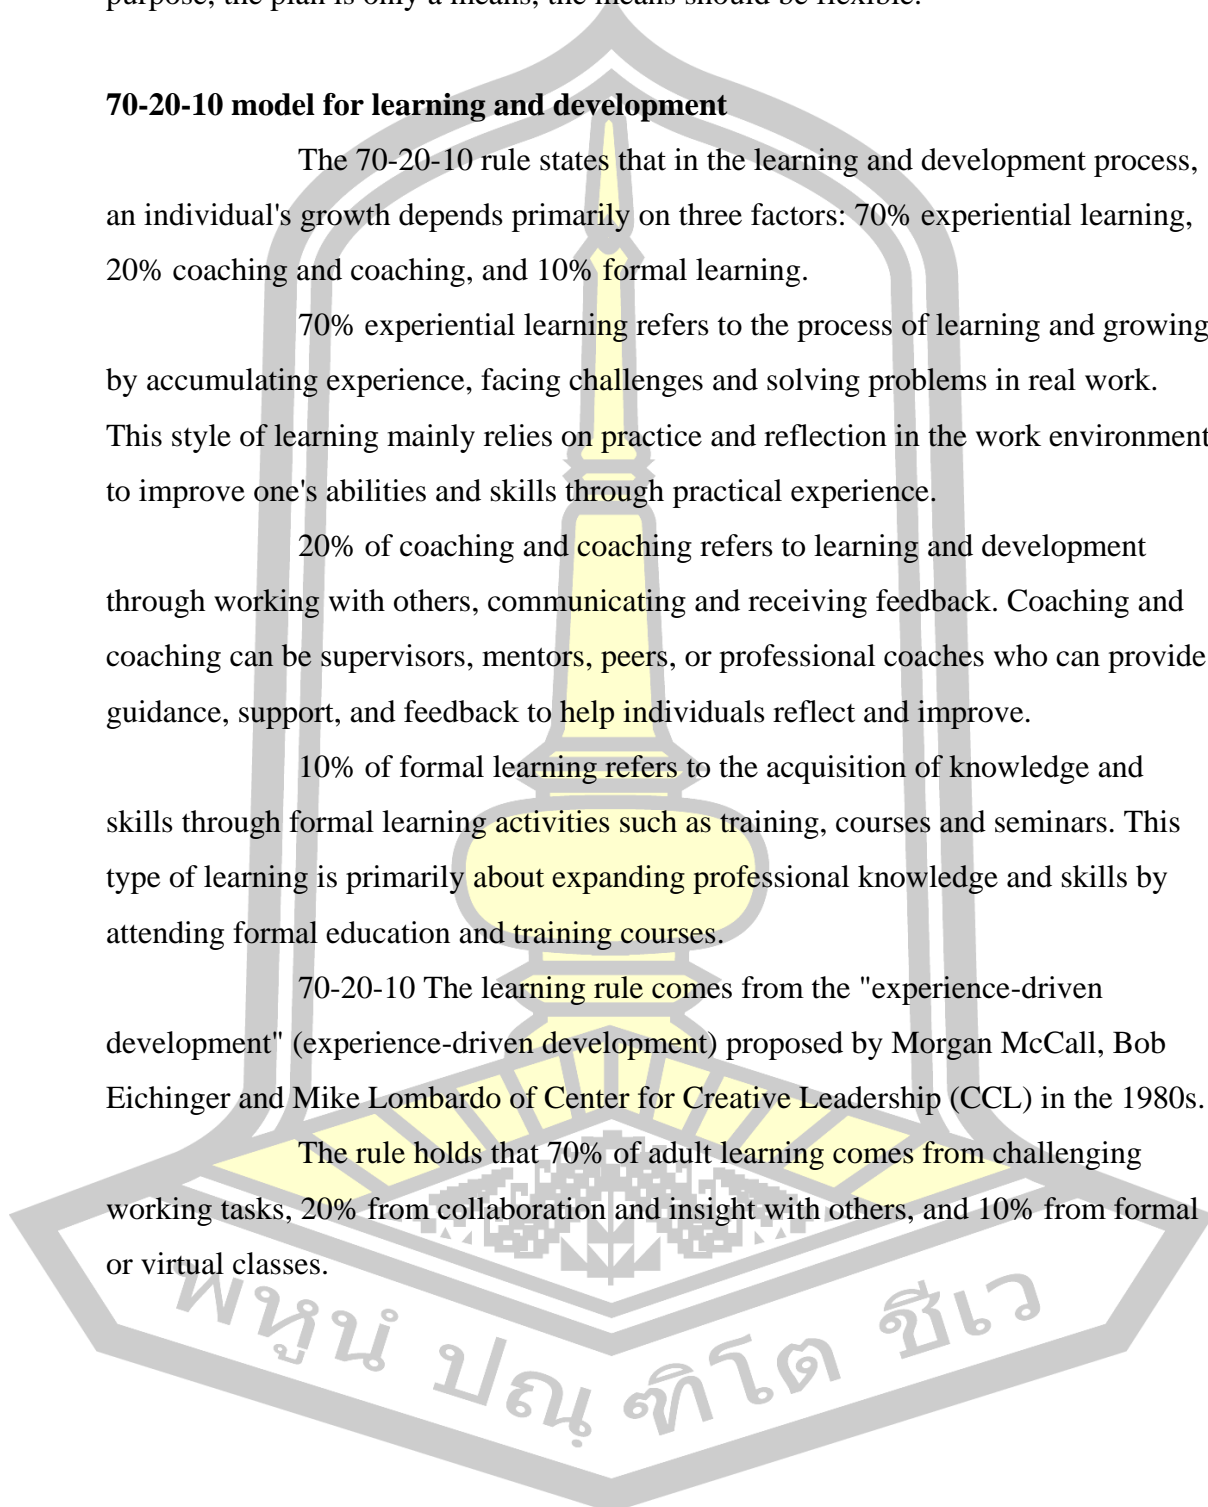 purpose, the plan is only a means, the means should be flexible.
70-20-10 model for learning and development
The 70-20-10 rule states that in the learning and development process,
an individual's growth depends primarily on three factors: 70% experiential learning,
20% coaching and coaching, and 10% formal learning.
70% experiential learning refers to the process of learning and growing
by accumulating experience, facing challenges and solving problems in real work.
This style of learning mainly relies on practice and reflection in the work environment
to improve one's abilities and skills through practical experience.
20% of coaching and coaching refers to learning and development
through working with others, communicating and receiving feedback. Coaching and
coaching can be supervisors, mentors, peers, or professional coaches who can provide
guidance, support, and feedback to help individuals reflect and improve.
10% of formal learning refers to the acquisition of knowledge and
skills through formal learning activities such as training, courses and seminars. This
type of learning is primarily about expanding professional knowledge and skills by
attending formal education and training courses.
70-20-10 The learning rule comes from the "experience-driven
development" (experience-driven development) proposed by Morgan McCall, Bob
Eichinger and Mike Lombardo of Center for Creative Leadership (CCL) in the 1980s.
The rule holds that 70% of adult learning comes from challenging
working tasks, 20% from collaboration and insight with others, and 10% from formal
or virtual classes.
พหูนํ ปณฺฑิโต ชีเว